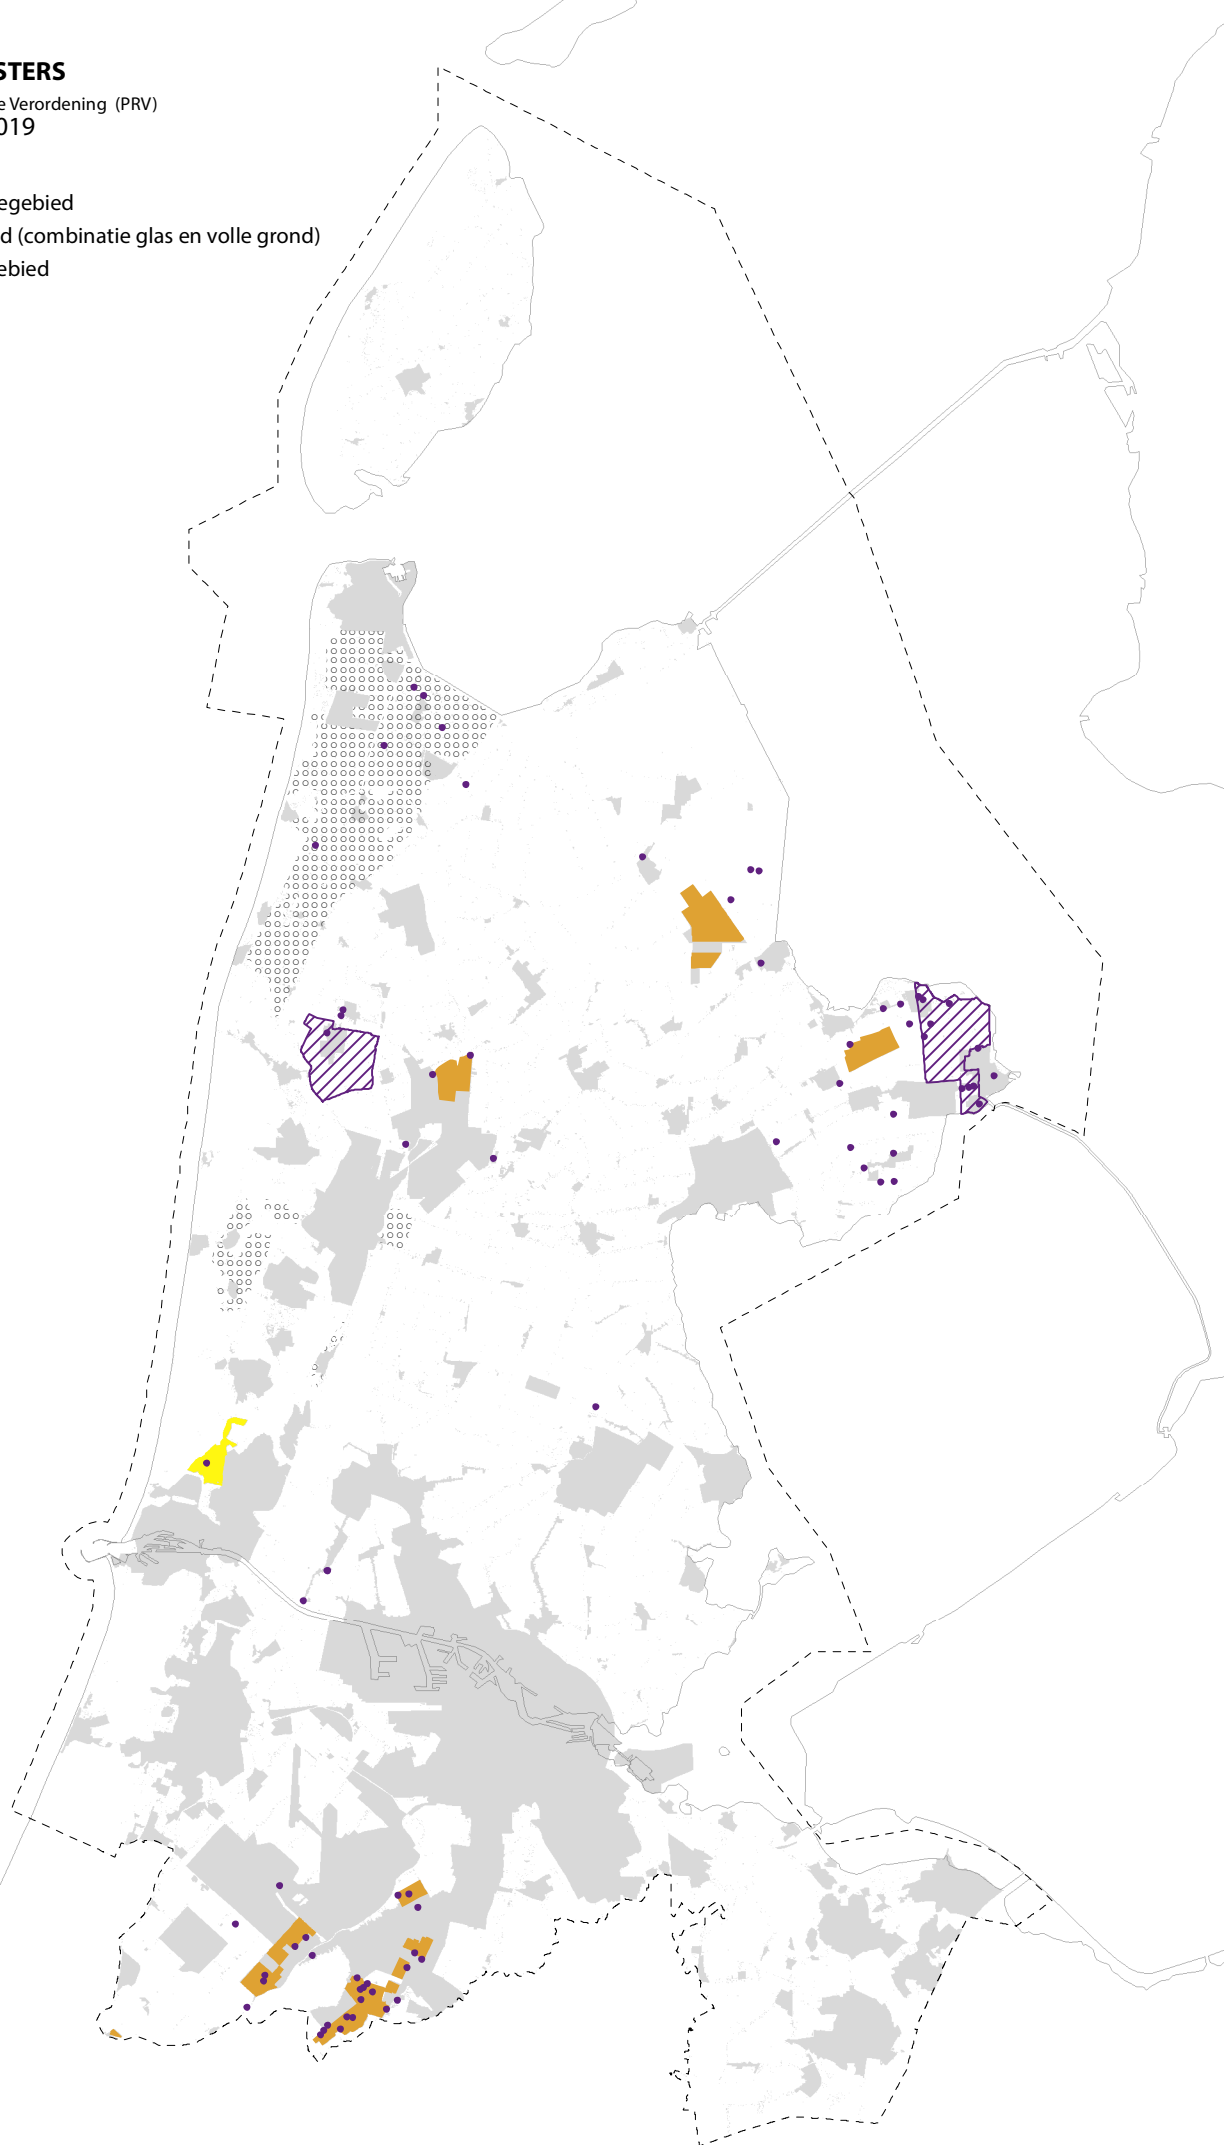 STERS
e Verordening (PRV)
019
egebied
d (combinatie glas en volle grond)
ebied